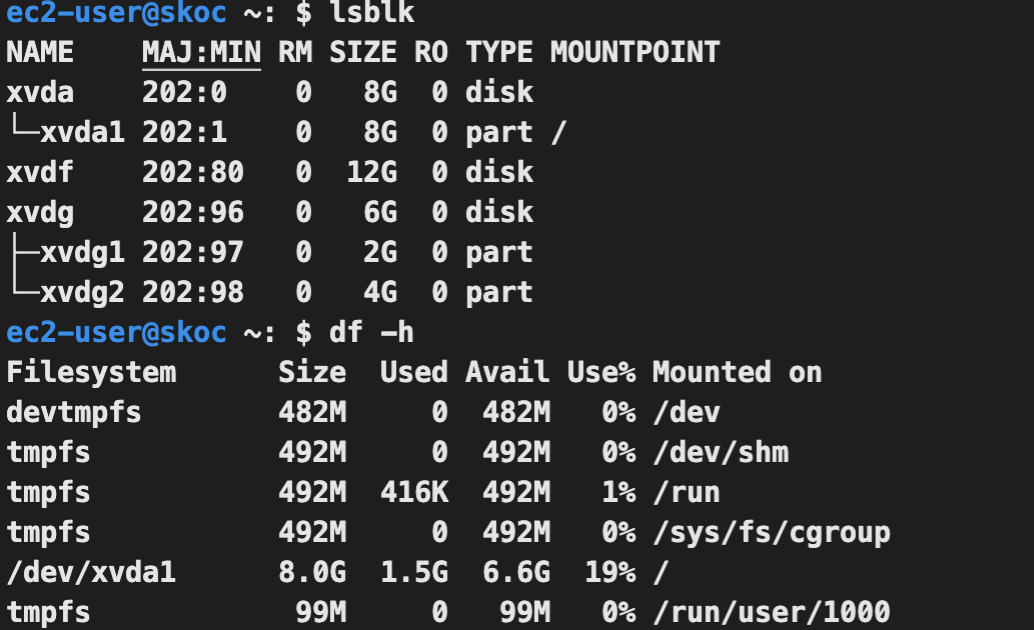 ec2-user@skoc ~: $ lsblk
NAME    MAJ:MIN RM SIZE RO TYPE MOUNTPOINT
xvda    202:0    0   8G  0 disk
└─xvda1 202:1    0   8G  0 part /
xvdf    202:80   0  12G  0 disk
xvdg    202:96   0   6G  0 disk
├─xvdg1 202:97   0   2G  0 part
└─xvdg2 202:98   0   4G  0 part
ec2-user@skoc ~: $ df -h
Filesystem      Size  Used Avail Use% Mounted on
devtmpfs        482M     0  482M   0% /dev
tmpfs           492M     0  492M   0% /dev/shm
tmpfs           492M  416K  492M   1% /run
tmpfs           492M     0  492M   0% /sys/fs/cgroup
/dev/xvda1      8.0G  1.5G  6.6G  19% /
tmpfs            99M     0   99M   0% /run/user/1000